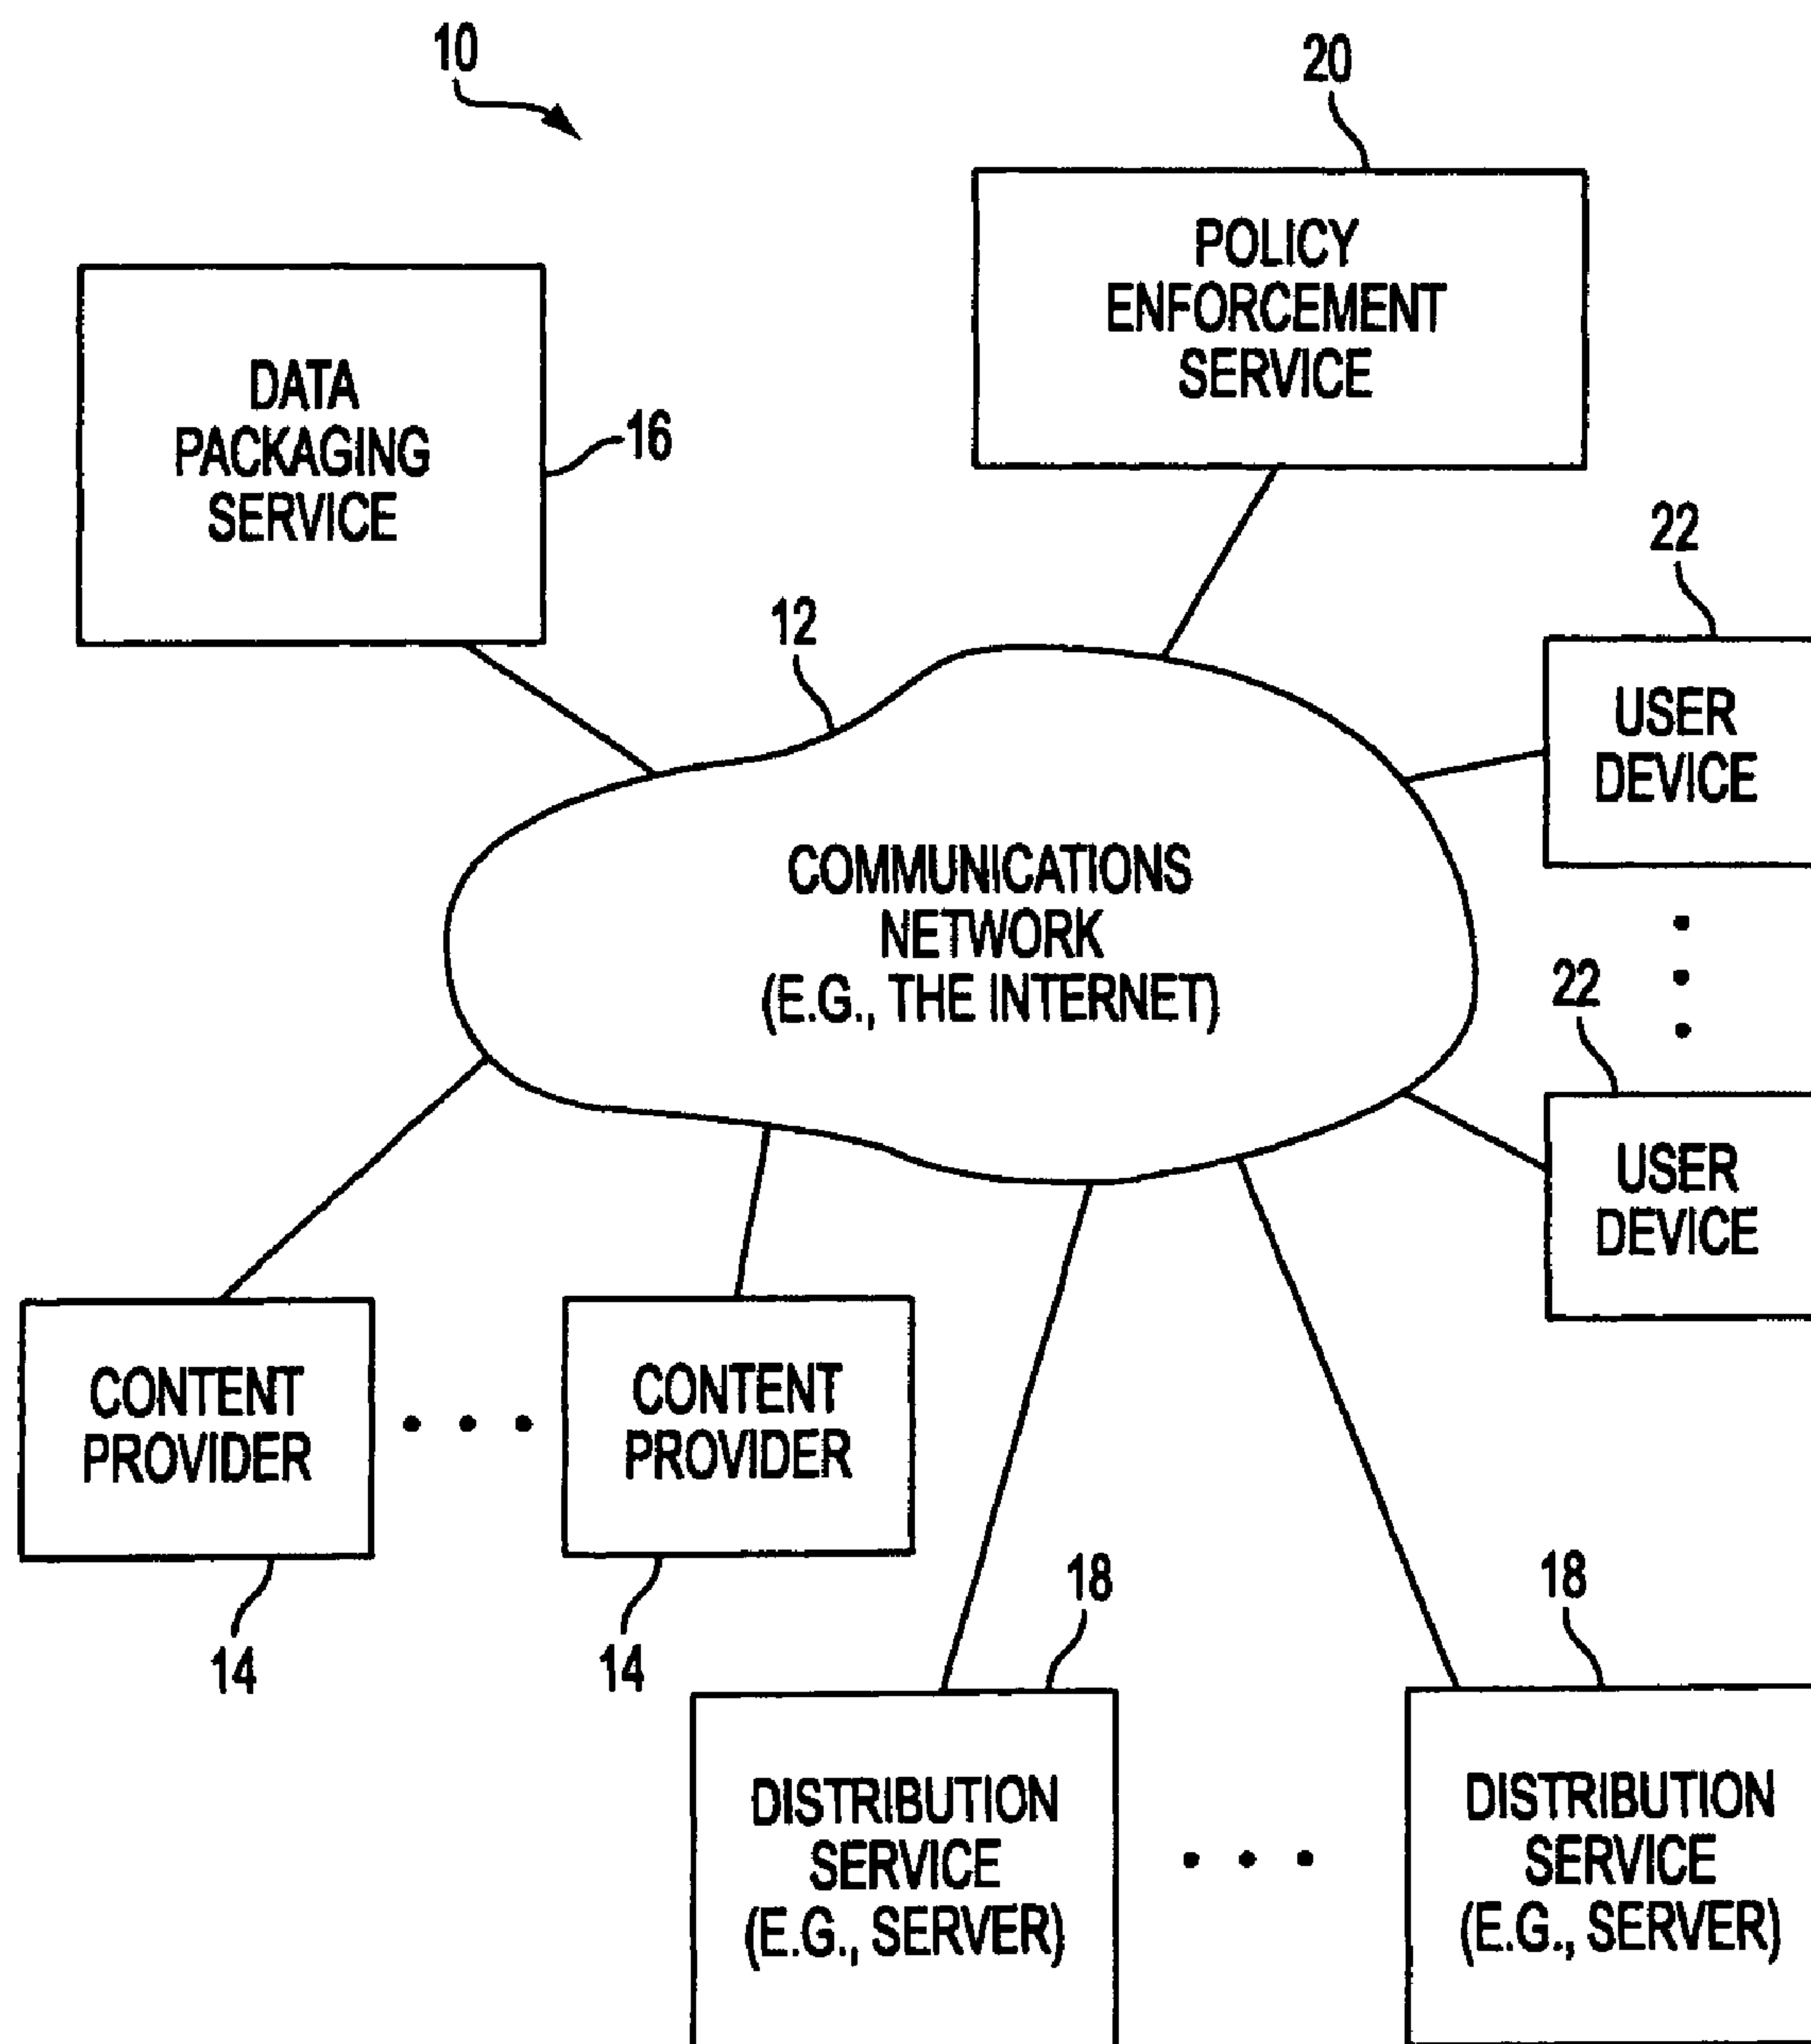 10
20
POLICY
ENFORCEMENT
SERVICE
DATA
PACKAGING
SERVICE
16
22
12
USER
DEVICE
COMMUNICATIONS
NETWORK
(E.G., THE INTERNET)
22
USER
DEVICE
CONTENT
PROVIDER
CONTENT
PROVIDER
14
14
18
18
DISTRIBUTION
SERVICE
(E.G., SERVER)
DISTRIBUTION
SERVICE
(E.G., SERVER)